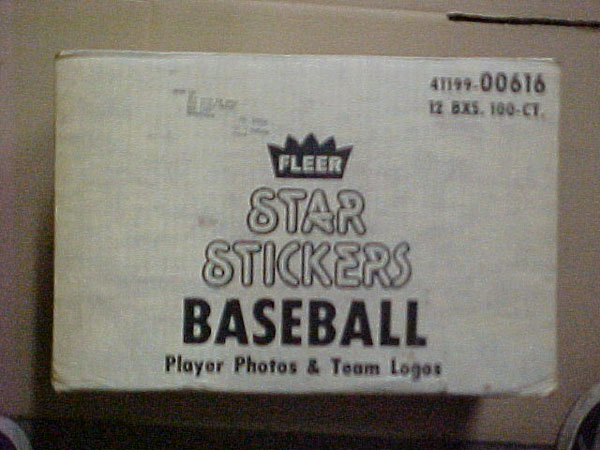 41199-00616
12 BXS. 100-CT.
FLEER
STAR
STICKERS
BASEBALL
Player Photos & Team Logos